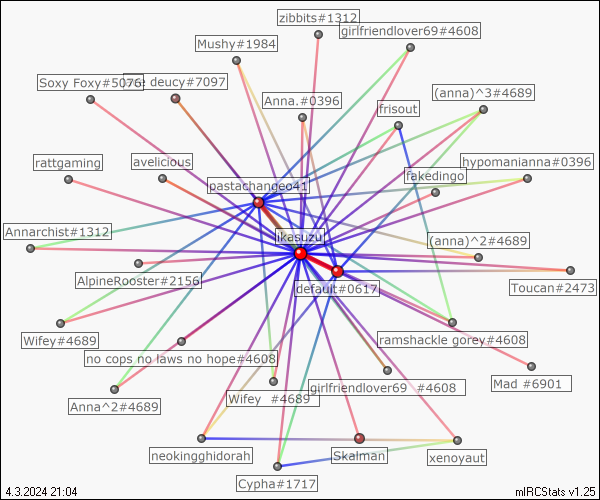 zibbits#1312
girlfriendlover69#4608
Mushy#1984
Soxy Foxy#5076
deucy#7097
(anna)^3#4689
Anna.#0396
frisout
rattgaming
avelicious
hypomanianna#0396
fakedingo
pastachangeo41
Annarchist#1312
ikasuzu
(anna)^2#4689
AlpineRooster#2156
default#0617
Toucan#2473
Wifey#4689
ramshackle gorey#4608
no cops no laws no hope#4608
girlfriendlover69 #4608
Mad #6901
Anna^2#4689
Wifey #4689
neokingghidorah
Skalman
xenoyaut
Cypha#1717
4.3.2024 21:04
mIRCStats v1.25